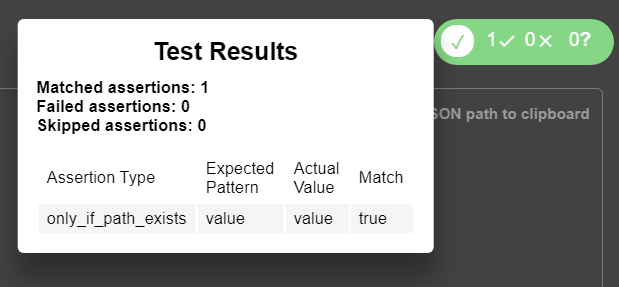 Test Results
1✓ 0× 0?
✓
Matched assertions: 1
Failed assertions: 0
Skipped assertions: 0
SON path to clipboard
Assertion Type Expected Pattern Actual Value Match
only_if_path_exists value value true